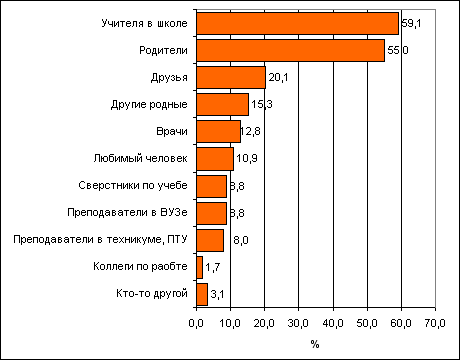 Учителя в школе 59,1
Родители 55,0
Друзья 20,1
Другие родные 15,3
Врачи 12,8
Любимый человек 10,9
Сверстники по учебе 8,8
Преподаватели в ВУЗе 8,8
Преподаватели в техникуме, ПТУ 8,0
Коллеги по раобте 1,7
Кто-то другой 3,1
0,0 10,0 20,0 30,0 40,0 50,0 60,0 70,0
%